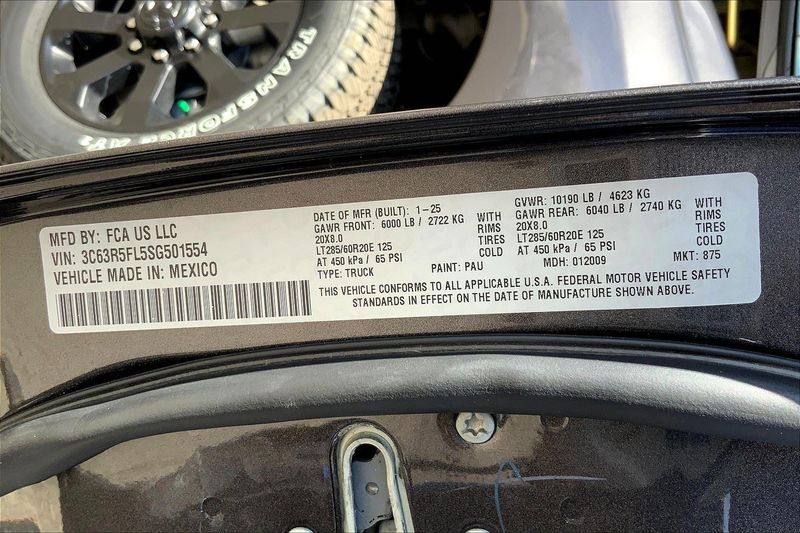 TRANSFORCE AT2
MFD BY: FCA US LLC
VIN: 3C63R5FL5SG501554
VEHICLE MADE IN: MEXICO
DATE OF MFR (BUILT): 1-25
GAWR FRONT: 6000 LB / 2722 KG WITH
20X8.0 RIMS
LT285/60R20E 125 TIRES
AT 450 kPa / 65 PSI COLD
TYPE: TRUCK PAINT: PAU
GVWR: 10190 LB / 4623 KG
GAWR REAR: 6040 LB / 2740 KG WITH
20X8.0 RIMS
LT285/60R20E 125 TIRES
AT 450 kPa / 65 PSI COLD
MDH: 012009 MKT: 875
THIS VEHICLE CONFORMS TO ALL APPLICABLE U.S.A. FEDERAL MOTOR VEHICLE SAFETY
STANDARDS IN EFFECT ON THE DATE OF MANUFACTURE SHOWN ABOVE.